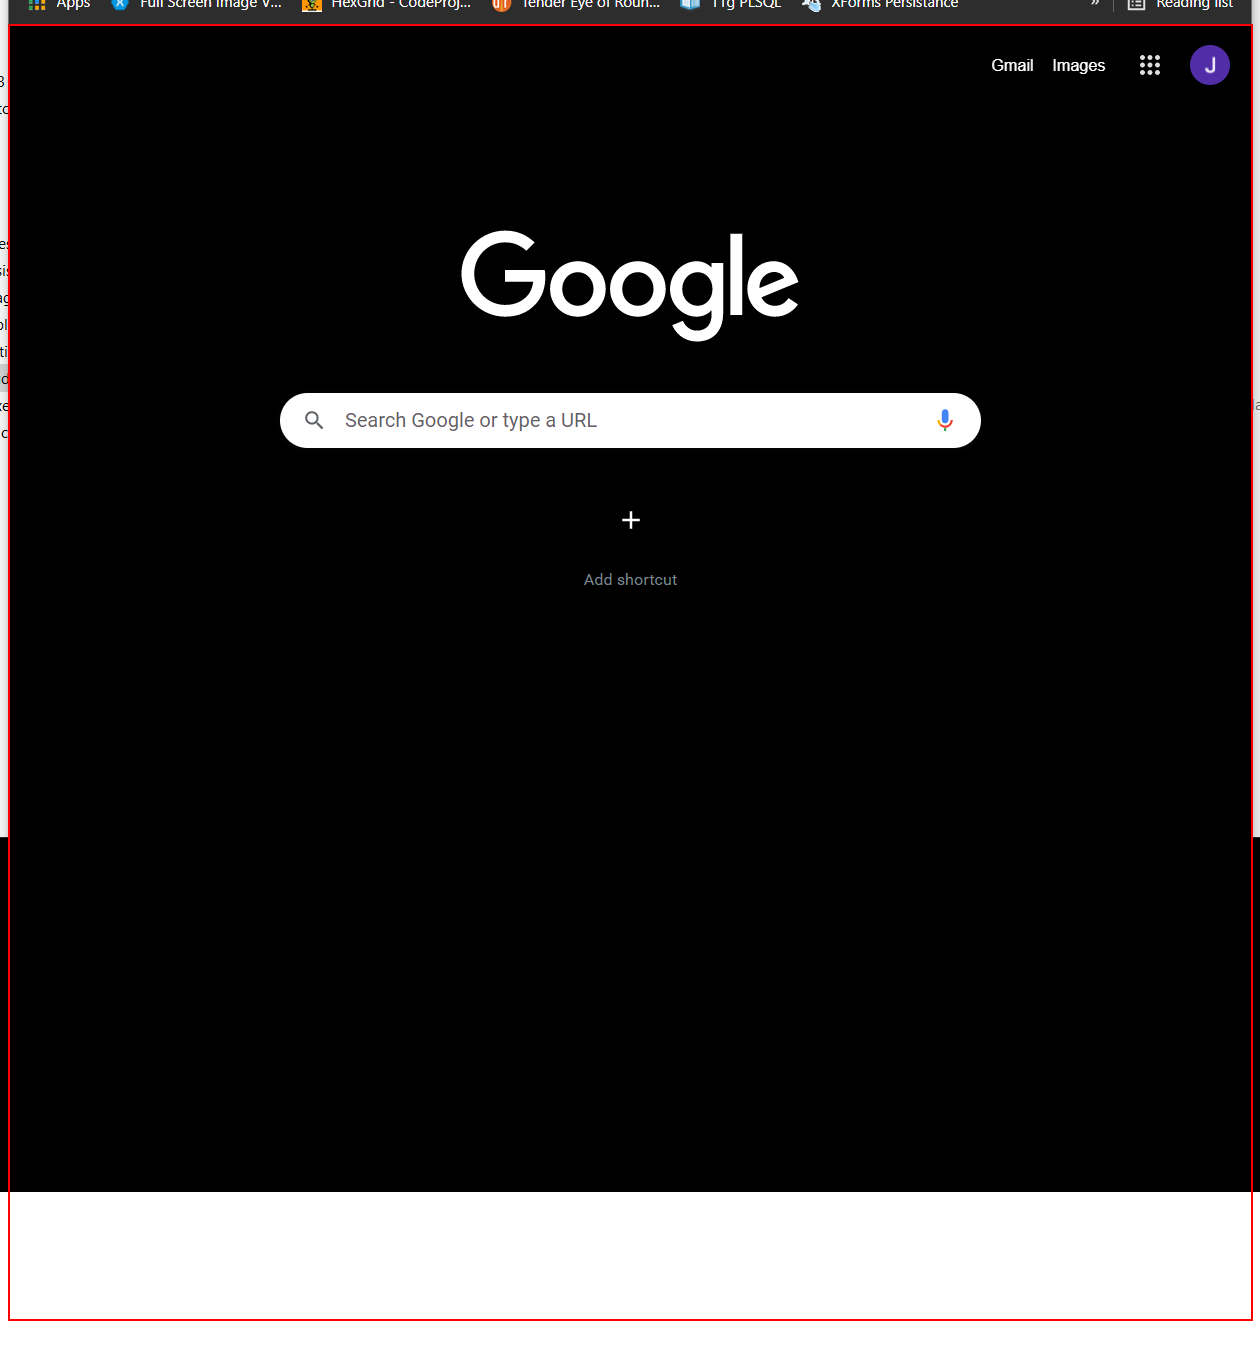 Apps Full Screen Image V... HexGrid - CodeProj... Tender Eye of Roun... 11g PLSQL XForms Persistance » Reading list
Gmail Images J
Google
Search Google or type a URL
Add shortcut